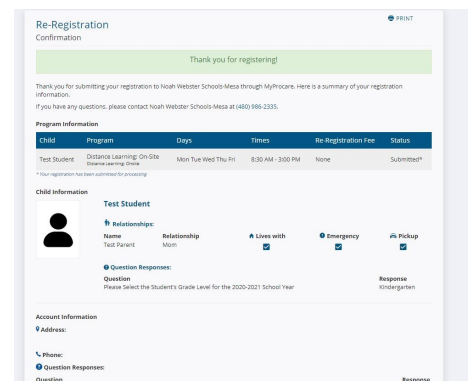 Re-Registration
PRINT
Confirmation
Thank you for registering!
Thank you for submitting your registration to Noah Webster Schools-Mesa through MyProcare. Here is a summary of your registration
information.
If you have any questions, please contact Noah Webster Schools-Mesa at (480) 986-2335.
Program Information
Child Program Days Times Re-Registration Fee Status
Test Student Distance Learning: On-Site Mon Tue Wed Thu Fri 8:30 AM - 3:00 PM None Submitted*
Distance Learning: Onsite
* Your registration has been submitted for processing
Child Information
Test Student
Relationships:
Name Relationship Lives with Emergency Pickup
Test Parent Mom
Question Responses:
Question Response
Please Select the Student's Grade Level for the 2020-2021 School Year Kindergarten
Account Information
Address:
Phone:
Question Responses:
Question Response